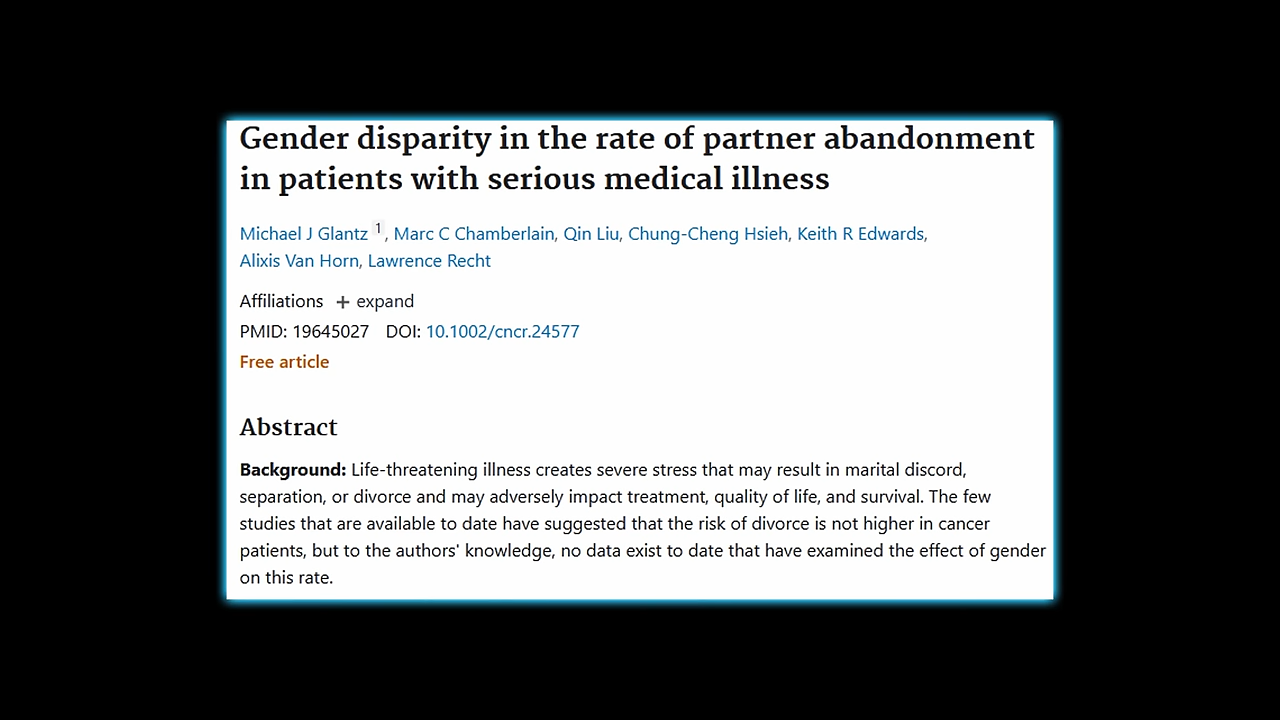 Gender disparity in the rate of partner abandonment
in patients with serious medical illness
Michael J Glantz 1, Marc C Chamberlain, Qin Liu, Chung-Cheng Hsieh, Keith R Edwards,
Alixis Van Horn, Lawrence Recht
Affiliations + expand
PMID: 19645027 DOI: 10.1002/cncr.24577
Free article
Abstract
Background: Life-threatening illness creates severe stress that may result in marital discord,
separation, or divorce and may adversely impact treatment, quality of life, and survival. The few
studies that are available to date have suggested that the risk of divorce is not higher in cancer
patients, but to the authors' knowledge, no data exist to date that have examined the effect of gender
on this rate.